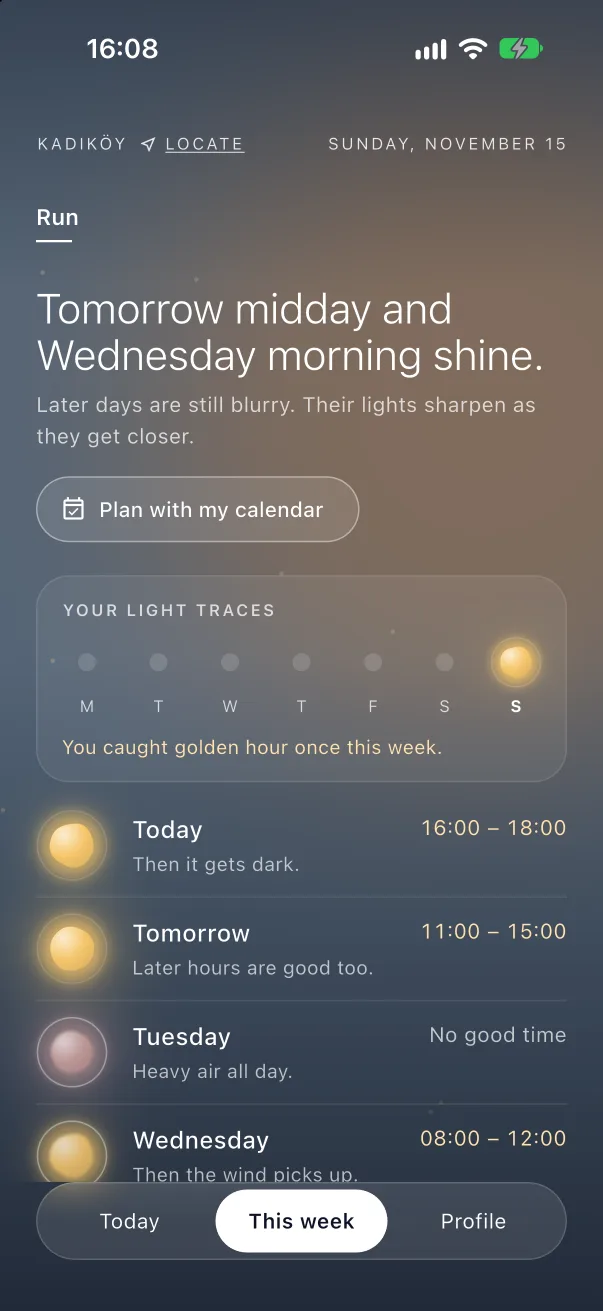 16:08
KADIKÖY LOCATE SUNDAY, NOVEMBER 15
Run
Tomorrow midday and
Wednesday morning shine.
Later days are still blurry. Their lights sharpen as
they get closer.
Plan with my calendar
YOUR LIGHT TRACES
M T W T F S S
You caught golden hour once this week.
Today 16:00 – 18:00
Then it gets dark.
Tomorrow 11:00 – 15:00
Later hours are good too.
Tuesday No good time
Heavy air all day.
Wednesday 08:00 – 12:00
Then the wind picks up.
Today This week Profile